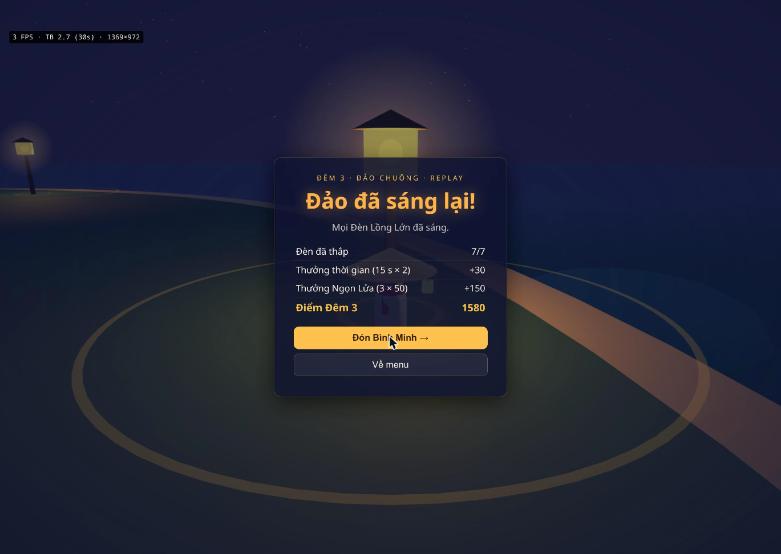 3 FPS · TB 2.7 (30s) · 1369×972
ĐÊM 3 · ĐẢO CHUÔNG · REPLAY
Đảo đã sáng lại!
Mọi Đèn Lồng Lớn đã sáng.
Đèn đã thắp 7/7
Thưởng thời gian (15 s × 2) +30
Thưởng Ngọn Lửa (3 × 50) +150
Điểm Đêm 3 1580
Đón Bình Minh →
Về menu